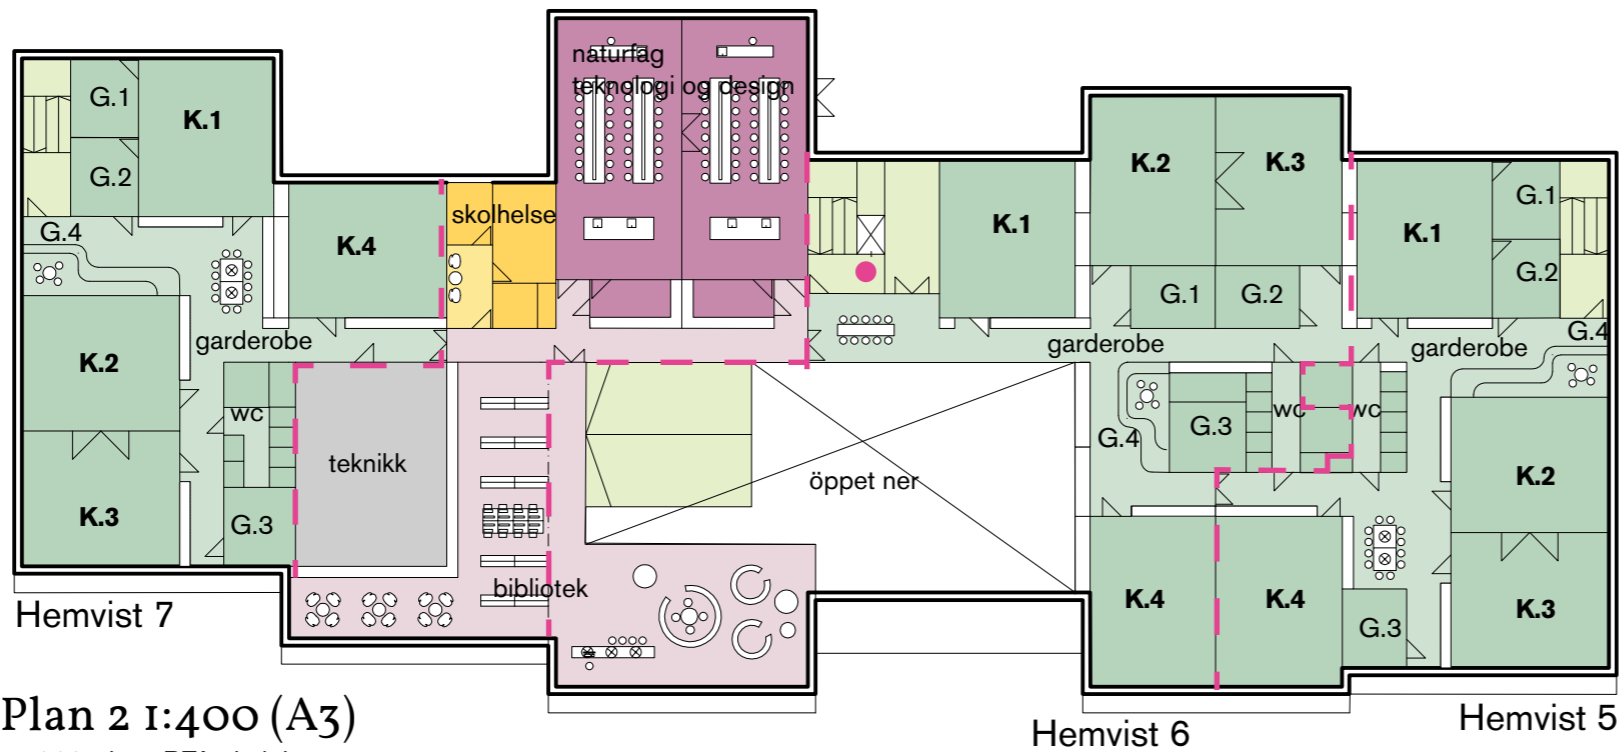 naturfag
teknologi og design
G.1
K.1
G.2
G.4
K.4
skolhelse
K.1
K.2
K.3
K.1
G.1
G.2
G.1
G.2
G.4
garderobe
garderobe
garderobe
K.2
wc
K.3
G.3
teknikk
bibliotek
öppet ner
G.4
G.3
wc
wc
K.2
K.4
K.4
G.3
K.3
Hemvist 7
Hemvist 6
Hemvist 5
Plan 2 1:400 (A3)